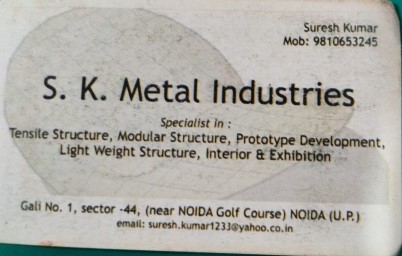 Suresh Kumar
Mob: 9810653245
S. K. Metal Industries
Specialist in :
Tensile Structure, Modular Structure, Prototype Development,
Light Weight Structure, Interior & Exhibition
Gali No. 1, sector -44, (near NOIDA Golf Course) NOIDA (U.P.)
email: suresh.kumar1233@yahoo.co.in